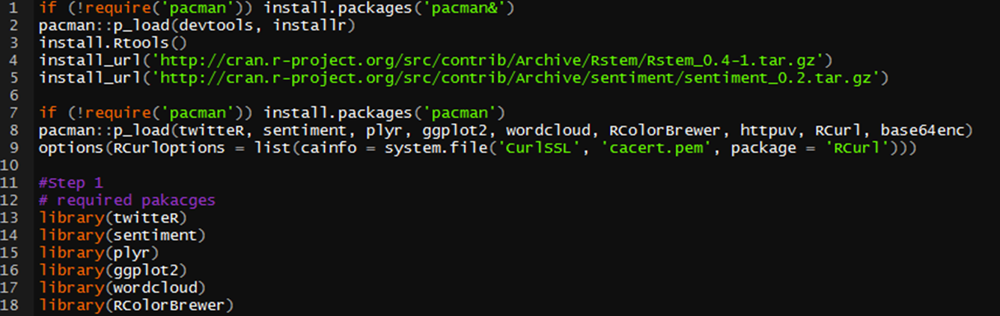 1 if (!require('pacman')) install.packages('pacman&')
2 pacman::p_load(devtools, installr)
3 install.Rtools()
4 install_url('http://cran.r-project.org/src/contrib/Archive/Rstem/Rstem_0.4-1.tar.gz')
5 install_url('http://cran.r-project.org/src/contrib/Archive/sentiment/sentiment_0.2.tar.gz')
6
7 if (!require('pacman')) install.packages('pacman')
8 pacman::p_load(twitteR, sentiment, plyr, ggplot2, wordcloud, RColorBrewer, httpuv, RCurl, base64enc)
9 options(RCurlOptions = list(cainfo = system.file('CurlSSL', 'cacert.pem', package = 'RCurl')))
10
11 #Step 1
12 # required pakacges
13 library(twitteR)
14 library(sentiment)
15 library(plyr)
16 library(ggplot2)
17 library(wordcloud)
18 library(RColorBrewer)